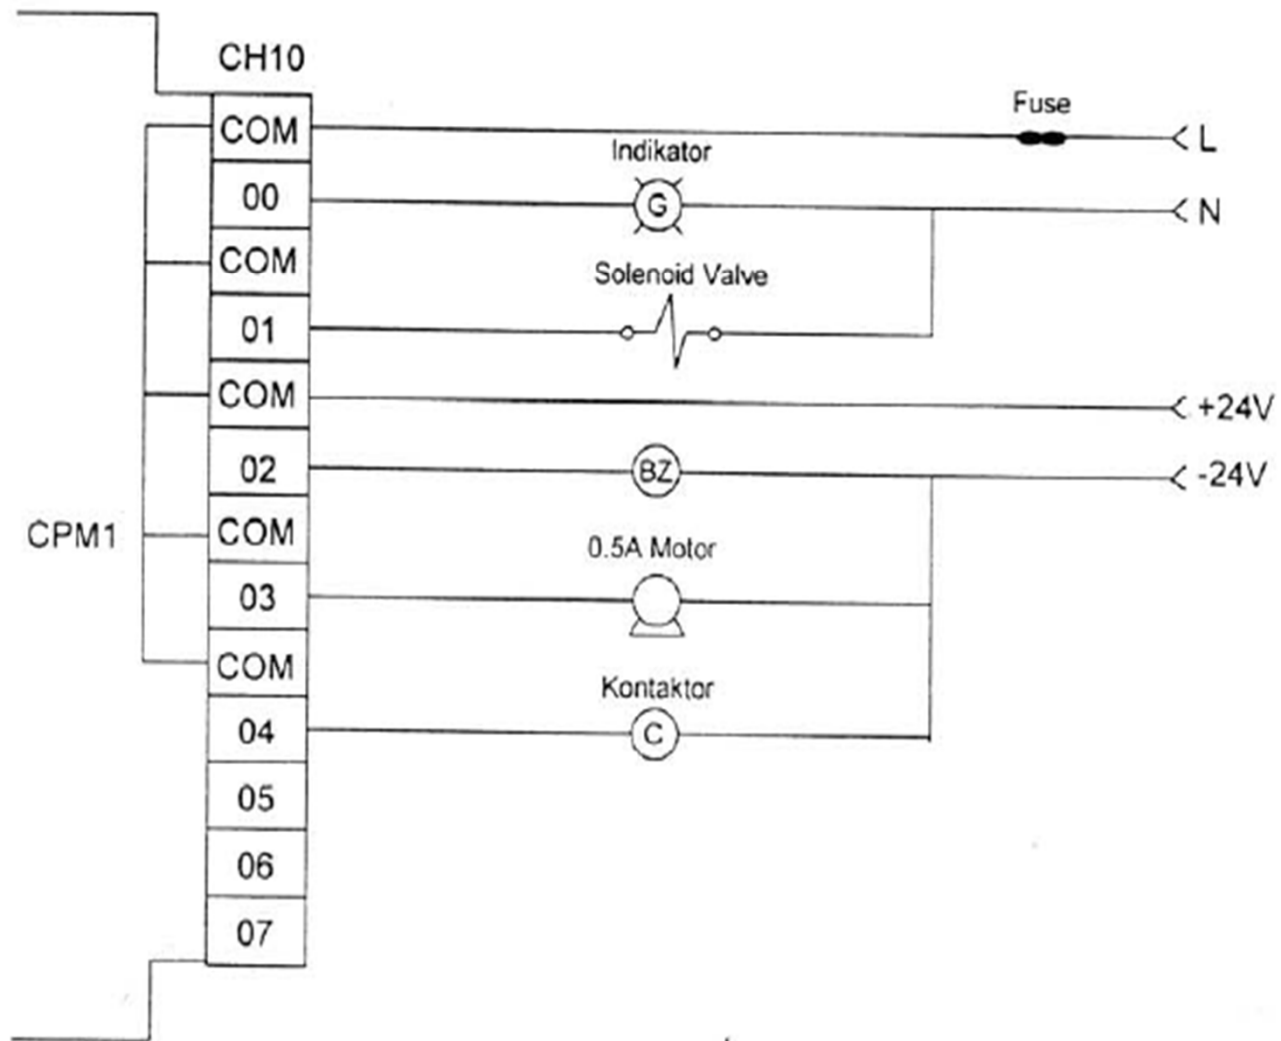 CH10
Fuse
COM
L
Indikator
00
G
N
COM
Solenoid Valve
01
COM
+24V
02
BZ
-24V
CPM1
COM
0.5A Motor
03
COM
Kontaktor
04
C
05
06
07